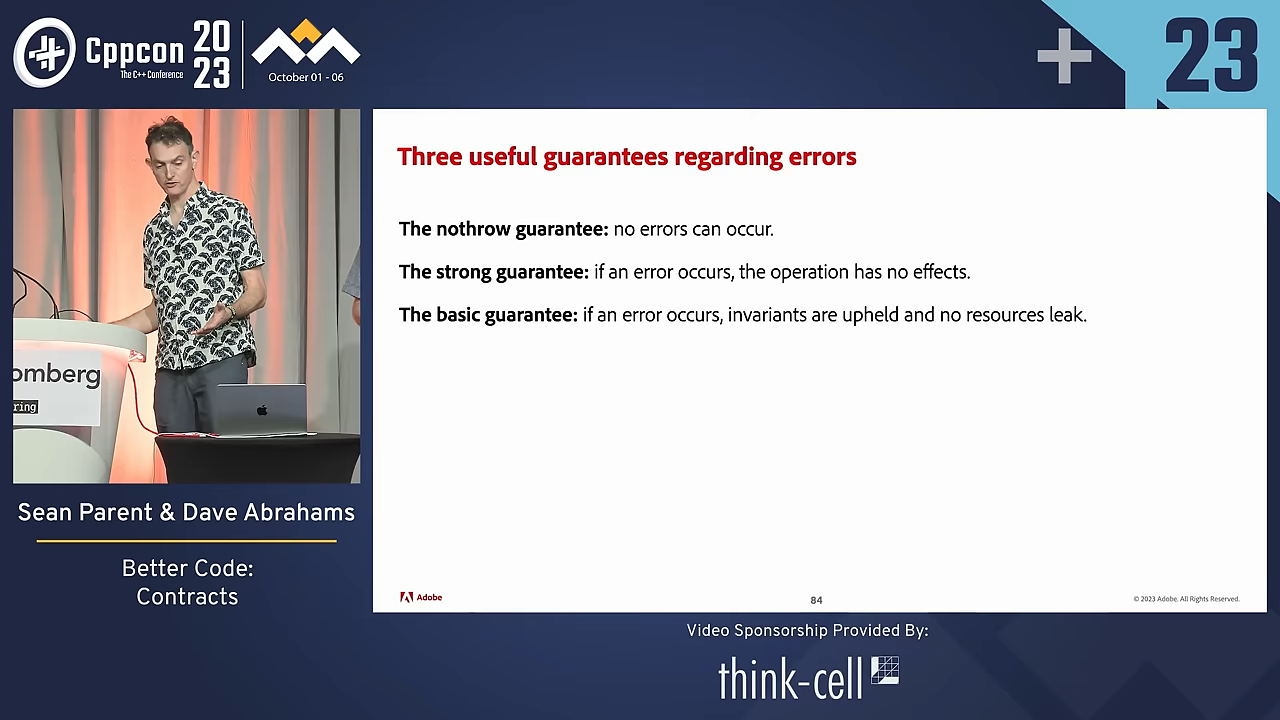 Cppcon
The C++ Conference
20
23
October 01 - 06
23
Three useful guarantees regarding errors
The nothrow guarantee: no errors can occur.
The strong guarantee: if an error occurs, the operation has no effects.
The basic guarantee: if an error occurs, invariants are upheld and no resources leak.
omberg
ring
Sean Parent & Dave Abrahams
Better Code:
Contracts
Adobe
84
© 2023 Adobe. All Rights Reserved.
Video Sponsorship Provided By:
think-cell